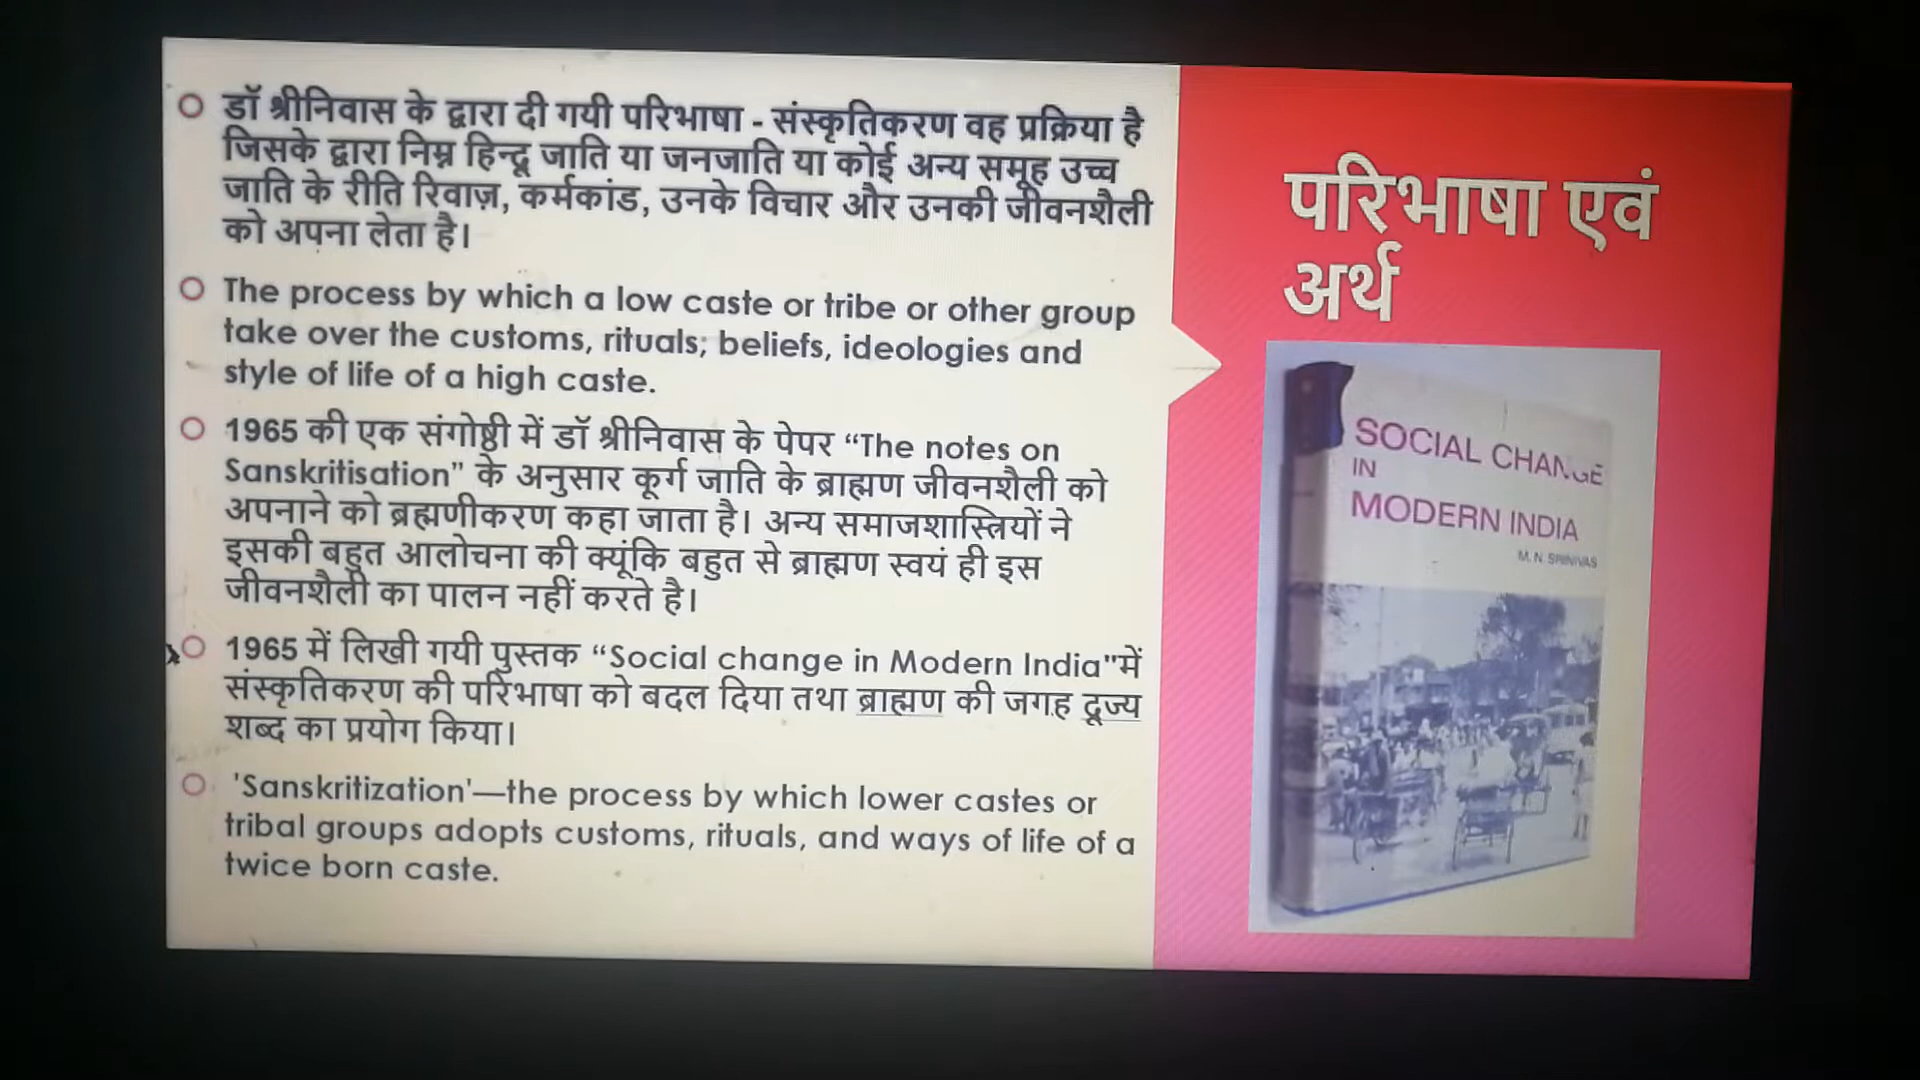 डॉ श्रीनिवास के द्वारा दी गयी परिभाषा - संस्कृतिकरण वह प्रक्रिया है
जिसके द्वारा निम्न हिन्दू जाति या जनजाति या कोई अन्य समूह उच्च
जाति के रीति रिवाज़, कर्मकांड, उनके विचार और उनकी जीवनशैली
को अपना लेता है।
The process by which a low caste or tribe or other group
take over the customs, rituals; beliefs, ideologies and
style of life of a high caste.
1965 की एक संगोष्ठी में डॉ श्रीनिवास के पेपर “The notes on
Sanskritisation” के अनुसार कूर्ग जाति के ब्राह्मण जीवनशैली को
अपनाने को ब्रह्मणीकरण कहा जाता है। अन्य समाजशास्त्रियों ने
इसकी बहुत आलोचना की क्यूंकि बहुत से ब्राह्मण स्वयं ही इस
जीवनशैली का पालन नहीं करते है।
1965 में लिखी गयी पुस्तक “Social change in Modern India"में
संस्कृतिकरण की परिभाषा को बदल दिया तथा ब्राह्मण की जगह दूज्य
शब्द का प्रयोग किया।
'Sanskritization'—the process by which lower castes or
tribal groups adopts customs, rituals, and ways of life of a
twice born caste.
परिभाषा एवं
अर्थ
SOCIAL CHANGE
IN
MODERN INDIA
M. N. SRINIVAS